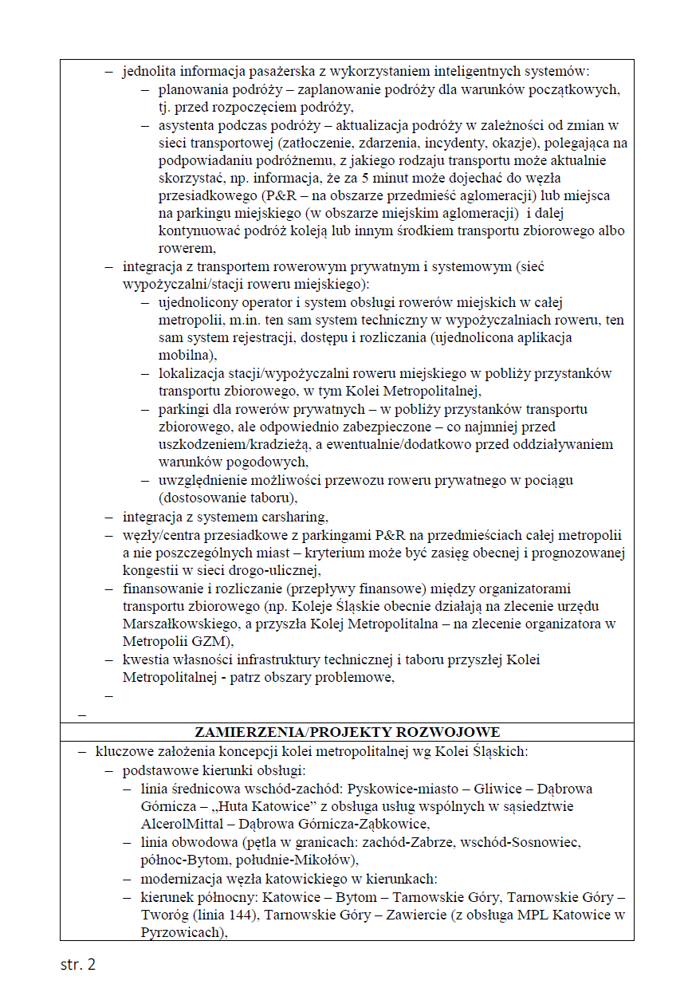 – jednolita informacja pasażerska z wykorzystaniem inteligentnych systemów:
– planowania podróży – zaplanowanie podróży dla warunków początkowych,
tj. przed rozpoczęciem podróży,
– asystenta podczas podróży – aktualizacja podróży w zależności od zmian w
sieci transportowej (zatłoczenie, zdarzenia, incydenty, okazje), polegająca na
podpowiadaniu podróżnemu, z jakiego rodzaju transportu może aktualnie
skorzystać, np. informacja, że za 5 minut może dojechać do węzła
przesiadkowego (P&R – na obszarze przedmieść aglomeracji) lub miejsca
na parkingu miejskiego (w obszarze miejskim aglomeracji) i dalej
kontynuować podróż koleją lub innym środkiem transportu zbiorowego albo
rowerem,
– integracja z transportem rowerowym prywatnym i systemowym (sieć
wypożyczalni/stacji roweru miejskiego):
– ujednolicony operator i system obsługi rowerów miejskich w całej
metropolii, m.in. ten sam system techniczny w wypożyczalniach roweru, ten
sam system rejestracji, dostępu i rozliczania (ujednolicona aplikacja
mobilna),
– lokalizacja stacji/wypożyczalni roweru miejskiego w pobliży przystanków
transportu zbiorowego, w tym Kolei Metropolitalnej,
– parkingi dla rowerów prywatnych – w pobliży przystanków transportu
zbiorowego, ale odpowiednio zabezpieczone – co najmniej przed
uszkodzeniem/kradzieżą, a ewentualnie/dodatkowo przed oddziaływaniem
warunków pogodowych,
– uwzględnienie możliwości przewozu roweru prywatnego w pociągu
(dostosowanie taboru),
– integracja z systemem carsharing,
– węzły/centra przesiadkowe z parkingami P&R na przedmieściach całej metropolii
a nie poszczególnych miast – kryterium może być zasięg obecnej i prognozowanej
kongestii w sieci drogo-ulicznej,
– finansowanie i rozliczanie (przepływy finansowe) między organizatorami
transportu zbiorowego (np. Koleje Śląskie obecnie działają na zlecenie urzędu
Marszałkowskiego, a przyszła Kolej Metropolitalna – na zlecenie organizatora w
Metropolii GZM),
– kwestia własności infrastruktury technicznej i taboru przyszłej Kolei
Metropolitalnej - patrz obszary problemowe,
–
–
ZAMIERZENIA/PROJEKTY ROZWOJOWE
– kluczowe założenia koncepcji kolei metropolitalnej wg Kolei Śląskich:
– podstawowe kierunki obsługi:
– linia średnicowa wschód-zachód: Pyskowice-miasto – Gliwice – Dąbrowa
Górnicza – „Huta Katowice” z obsługa usług wspólnych w sąsiedztwie
AlcerolMittal – Dąbrowa Górnicza-Ząbkowice,
– linia obwodowa (pętla w granicach: zachód-Zabrze, wschód-Sosnowiec,
północ-Bytom, południe-Mikołów),
– modernizacja węzła katowickiego w kierunkach:
– kierunek północny: Katowice – Bytom – Tarnowskie Góry, Tarnowskie Góry –
Tworóg (linia 144), Tarnowskie Góry – Zawiercie (z obsługa MPL Katowice w
Pyrzowicach),
str. 2